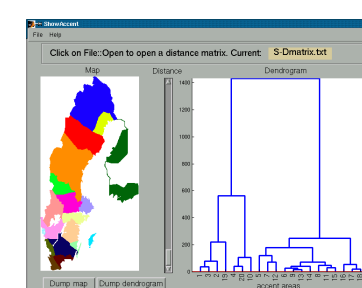 ShowAccent
File Help
Click on File::Open to open a distance matrix. Current: S-Dmatrix.txt
Map Distance Dendrogram
1400
1200
1000
800
600
400
200
0
accent areas
Dump map Dump dendrogram